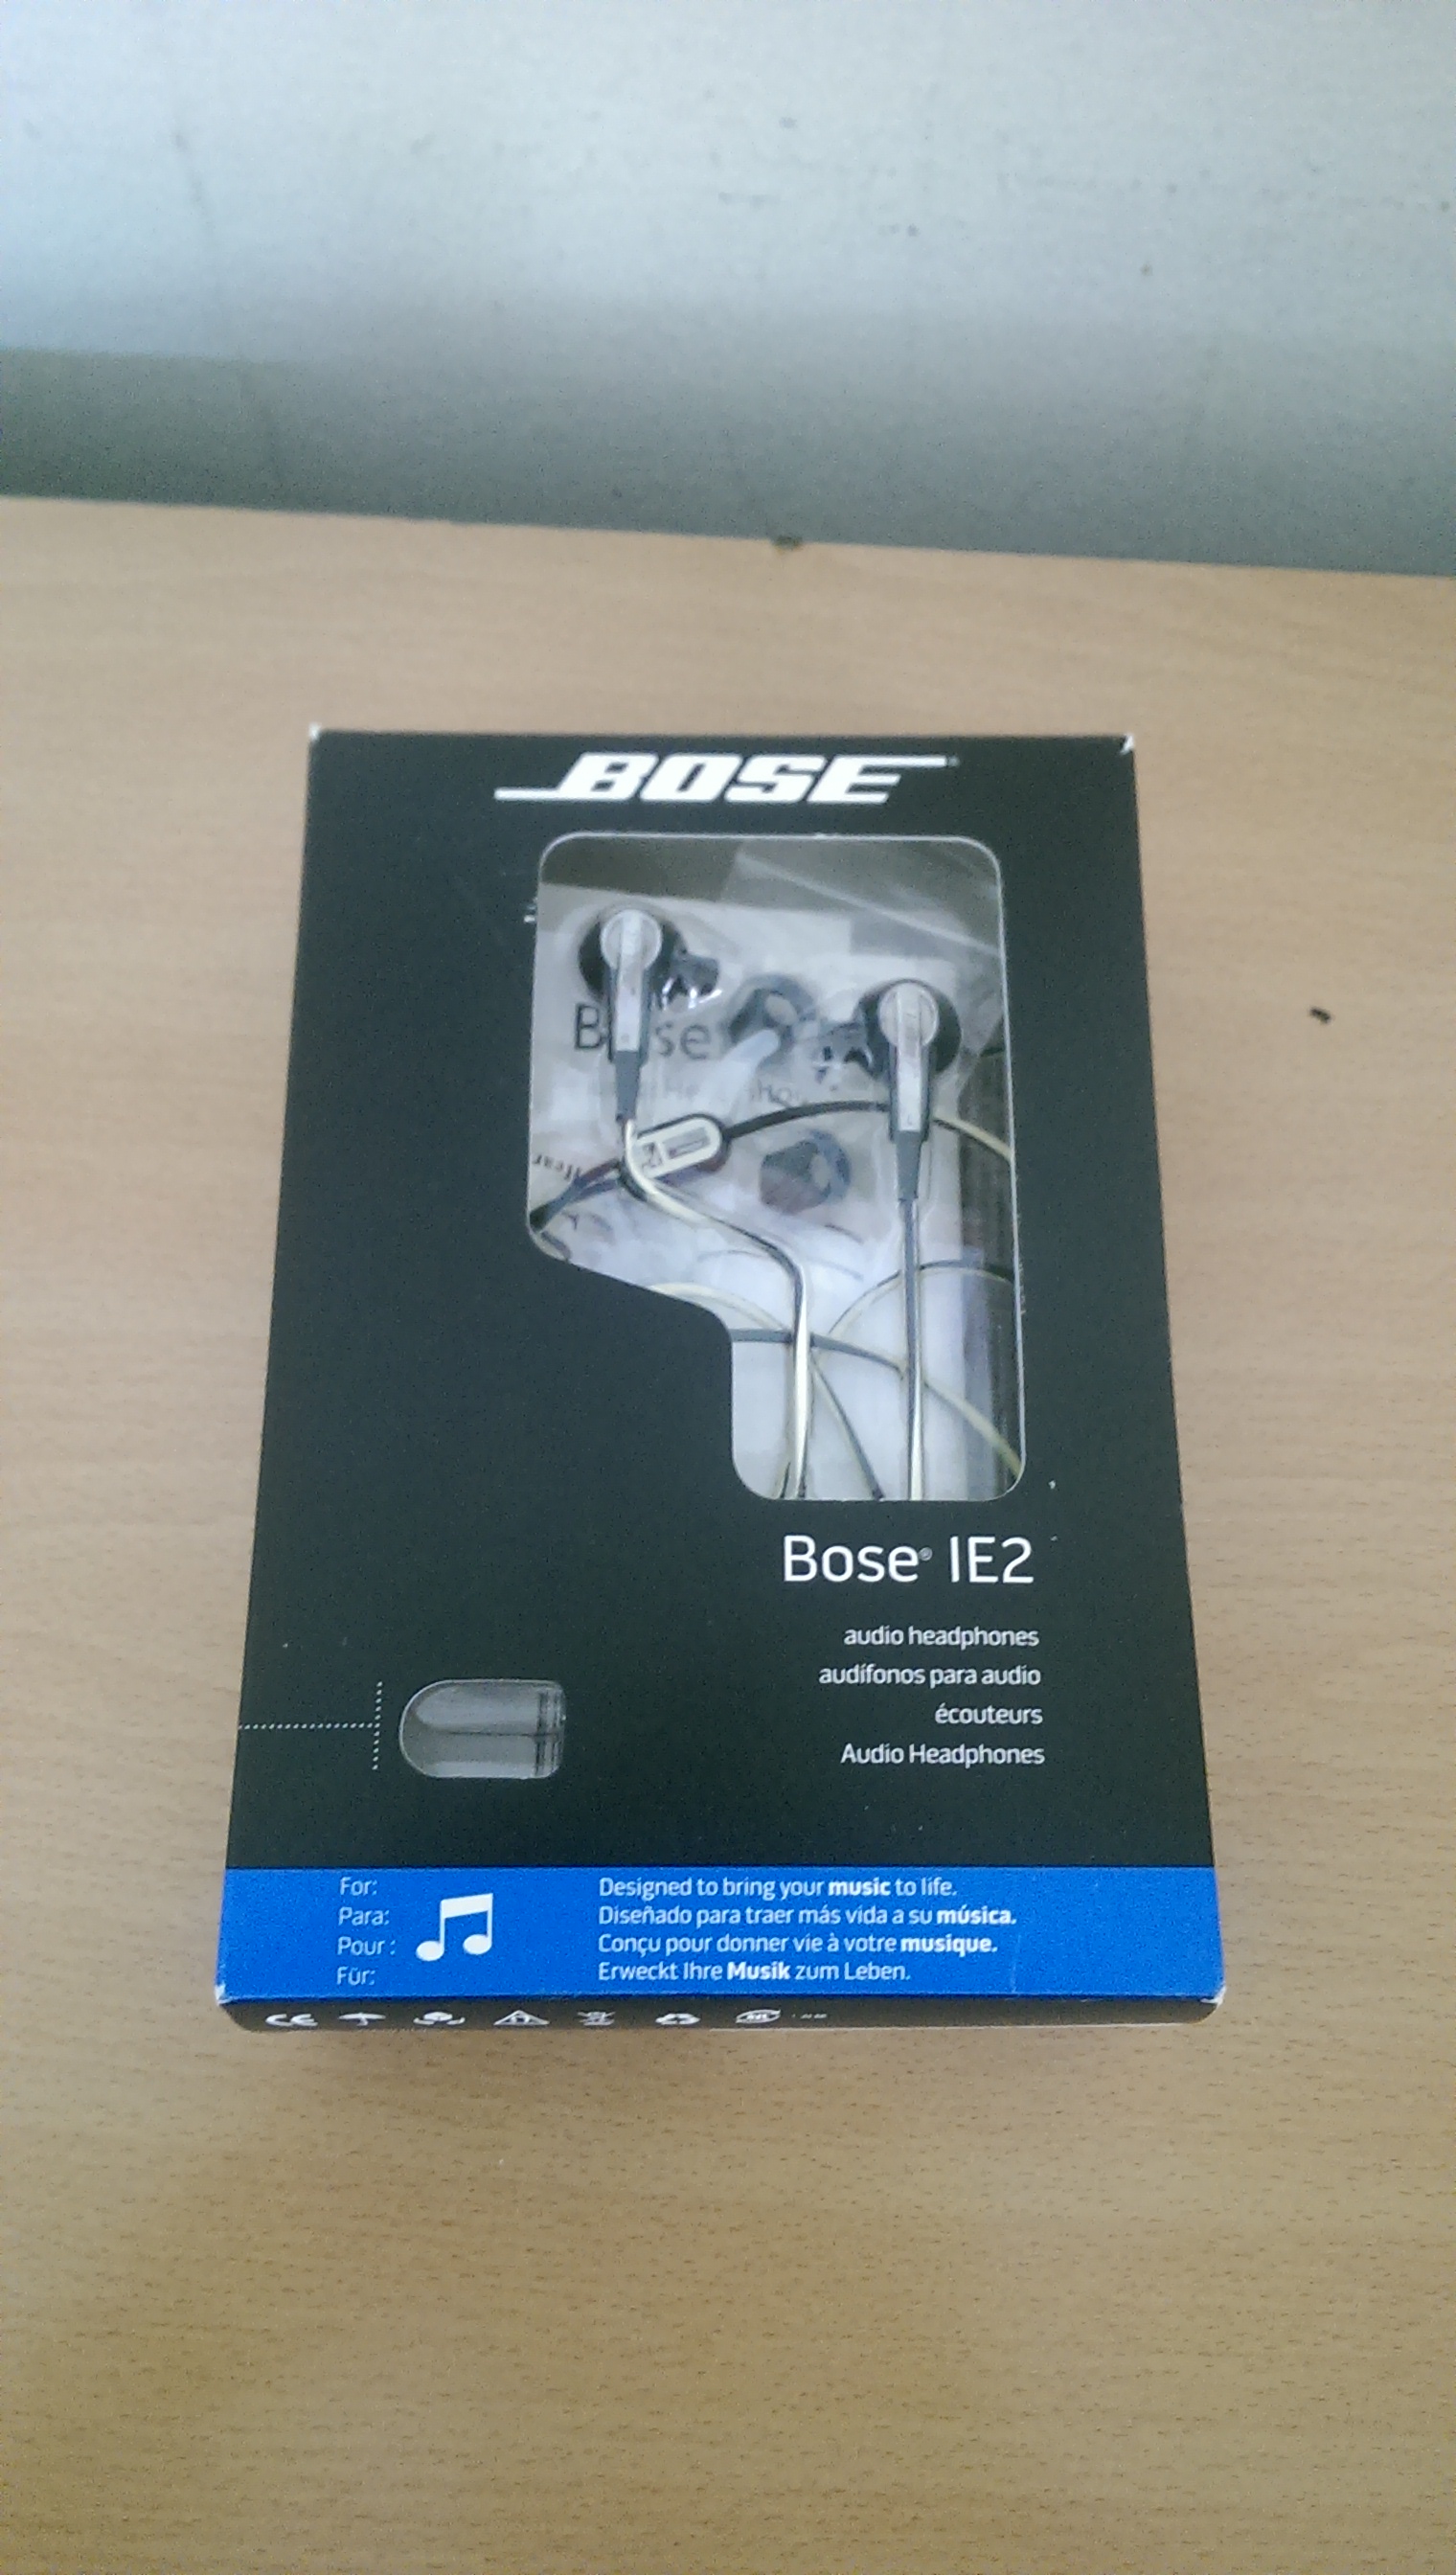 BOSE
Bose
Bose® IE2
audio headphones
audífonos para audio
écouteurs
Audio Headphones
For:
Para:
Pour :
Für:
Designed to bring your music to life.
Diseñado para traer más vida a su música.
Conçu pour donner vie à votre musique.
Erweckt Ihre Musik zum Leben.
CE